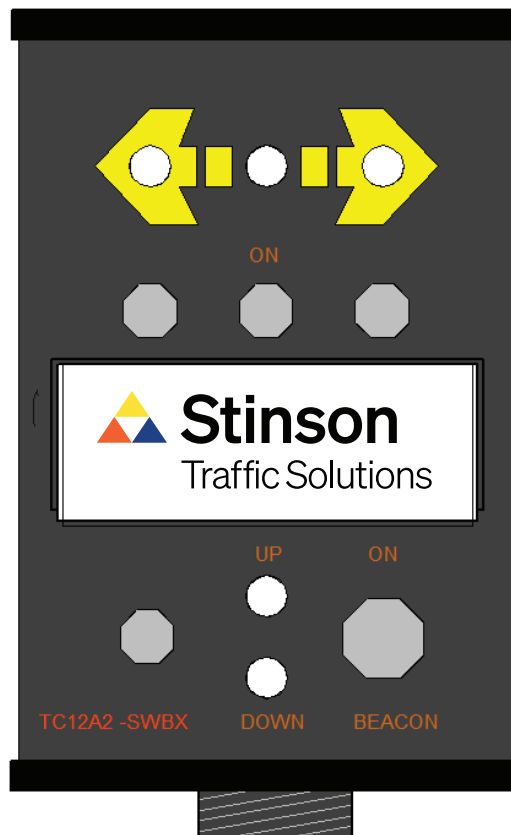 ON
Stinson
Traffic Solutions
UP ON
TC12A2 -SWBX DOWN BEACON